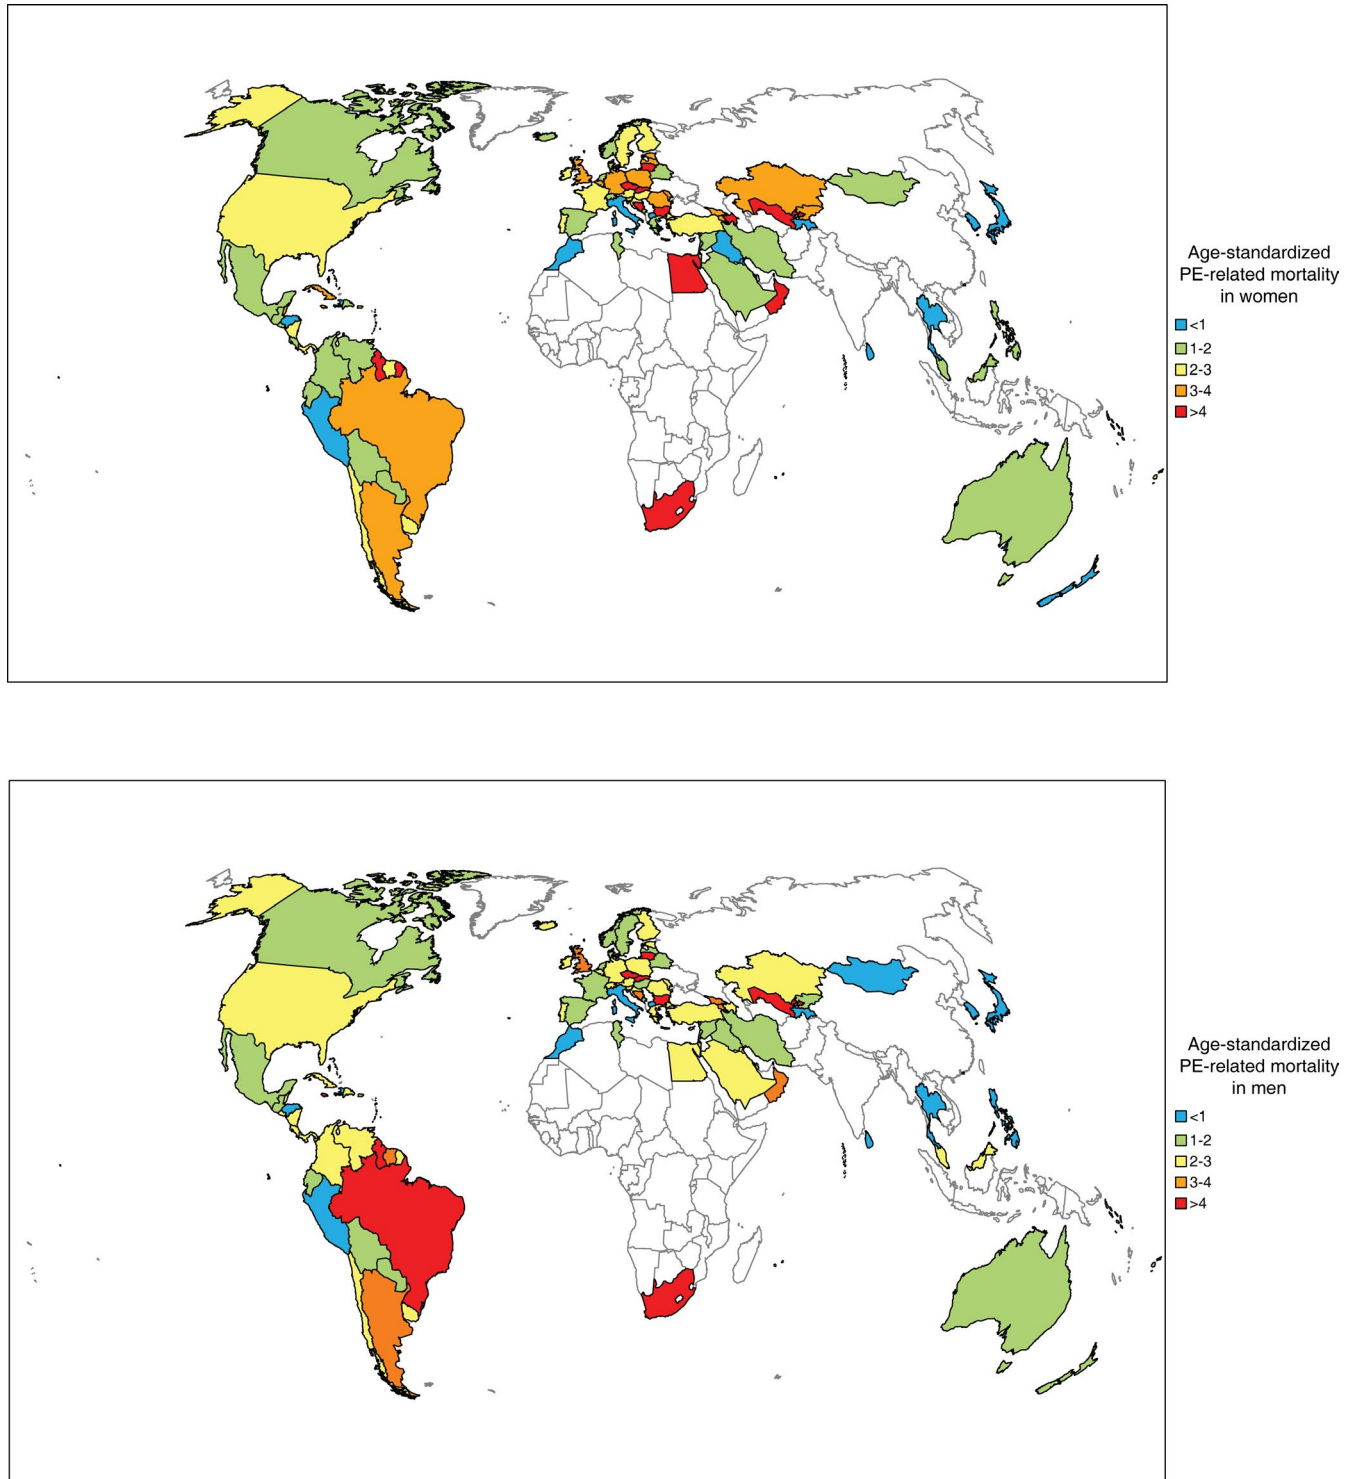 Age-standardized
PE-related mortality
in women
<1
1-2
2-3
3-4
>4
Age-standardized
PE-related mortality
in men
<1
1-2
2-3
3-4
>4